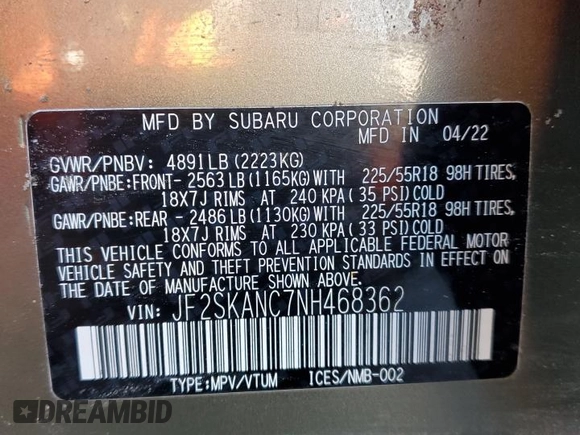 MFD BY SUBARU CORPORATION
MFD IN 04/22
GVWR/PNBV: 4891LB(2223KG)
GAWR/PNBE:FRONT- 2563LB(1165KG)WITH 225/55R18 98H TIRES,
18X7J RIMS AT 240 KPA( 35 PSI)COLD
GAWR/PNBE:REAR - 2486LB(1130KG)WITH 225/55R18 98H TIRES,
18X7J RIMS AT 230 KPA( 33 PSI)COLD
THIS VEHICLE CONFORMS TO ALL APPLICABLE FEDERAL MOTOR
VEHICLE SAFETY AND THEFT PREVENTION STANDARDS IN EFFECT ON
THE DATE OF MANUFACTURE SHOWN ABOVE.
VIN: JF2SKANC7NH468362
TYPE:MPV/VTUM ICES/NMB-002
DREAMBID